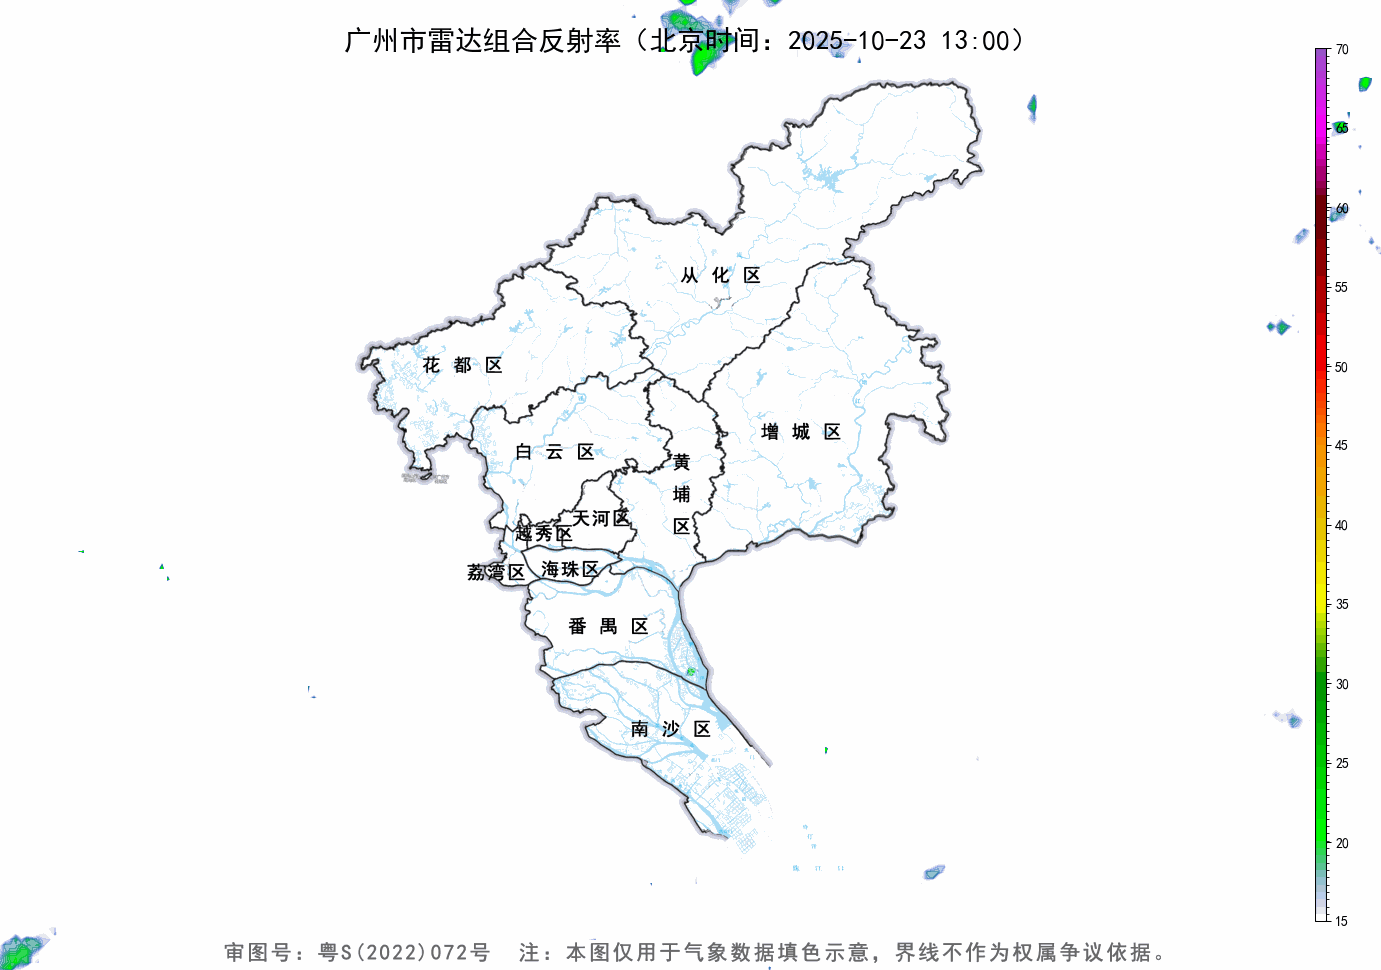 广州市雷达组合反射率（北京时间：2025-10-23 13:00）
70
65
60
55
50
45
40
35
30
25
20
15
从化区
花都区
增城区
白云区
黄埔区
天河区
越秀区
海珠区
荔湾区
番禺区
南沙区
审图号：粤S(2022)072号 注：本图仅用于气象数据填色示意，界线不作为权属争议依据。